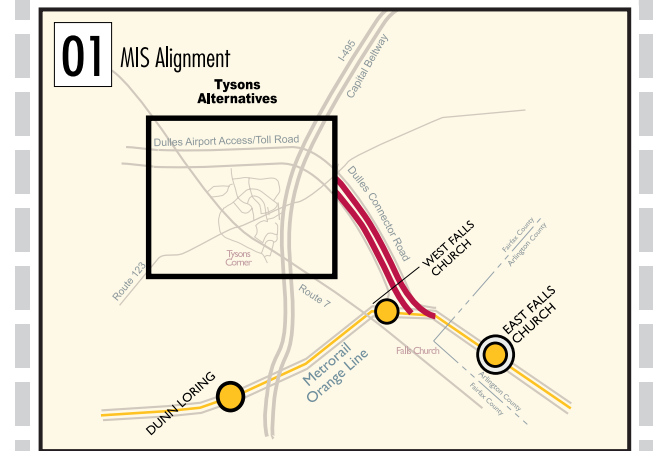 01 MIS Alignment
Tysons
Alternatives
I-495
Capital Beltway
Dulles Airport Access/Toll Road
Dulles Connector Road
Tysons
Corner
Route 123
Route 7
WEST FALLS
CHURCH
Fairfax County
Arlington County
EAST FALLS
CHURCH
Falls Church
Metrorail
Orange Line
DUNN LORING
Arlington County
Fairfax County